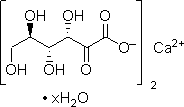 OH OH
O⁻ Ca²⁺
OH OH O
2
• xH₂O